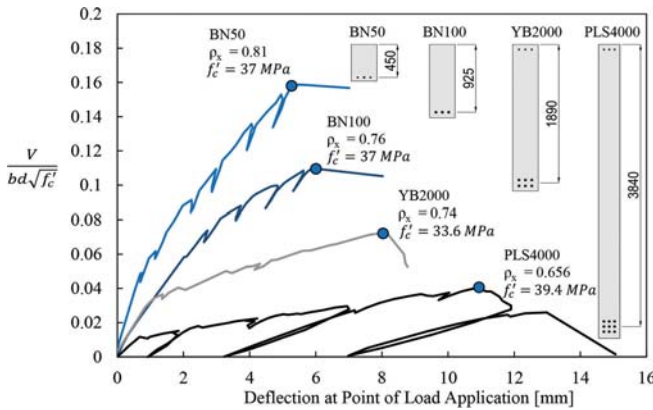 BN50
ρx = 0.81
f'c = 37 MPa
BN50
BN100
YB2000
PLS4000
450
925
1890
3840
BN100
ρx = 0.76
f'c = 37 MPa
YB2000
ρx = 0.74
f'c = 33.6 MPa
PLS4000
ρx = 0.656
f'c = 39.4 MPa
V
bd√f'c
0.18
0.16
0.14
0.12
0.1
0.08
0.06
0.04
0.02
0
0 2 4 6 8 10 12 14 16
Deflection at Point of Load Application [mm]